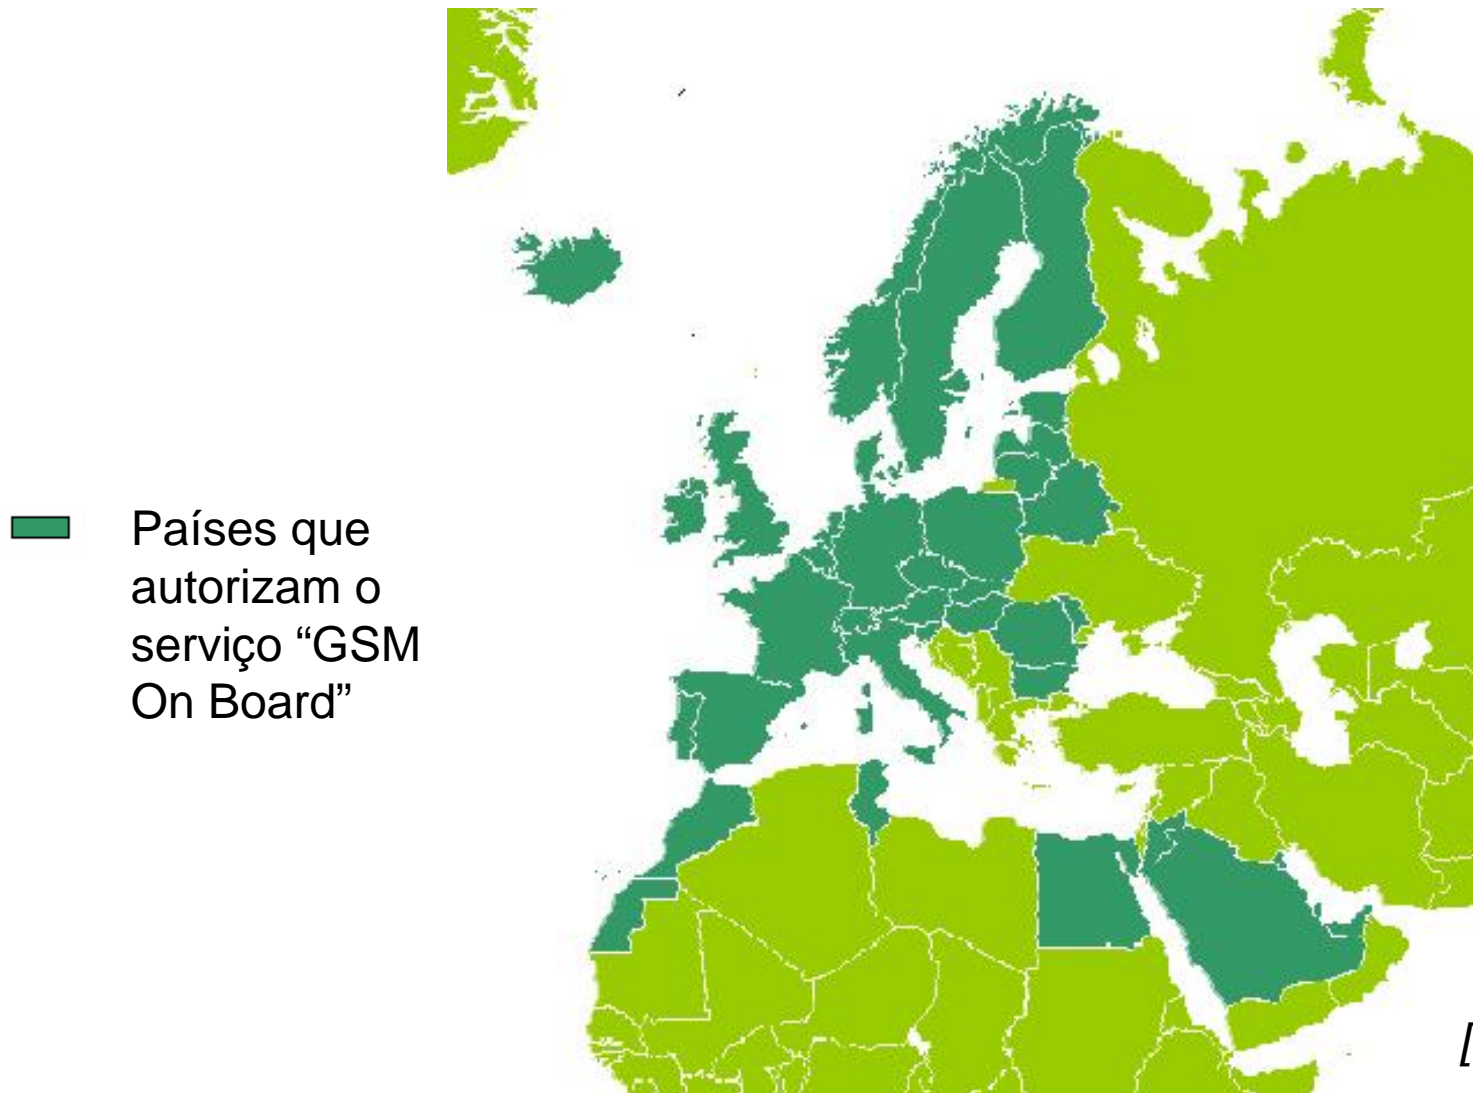 Países que
autorizam o
serviço “GSM
On Board”
[